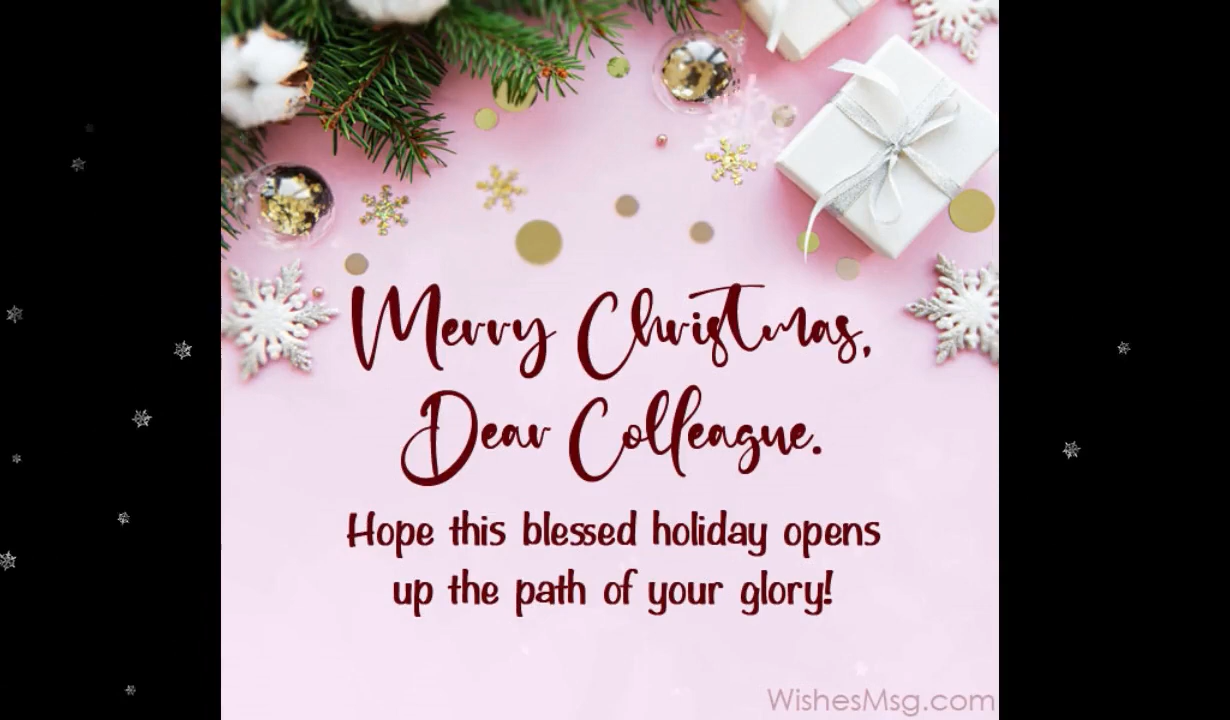 Merry Christmas,
Dear Colleague.
Hope this blessed holiday opens
up the path of your glory!
WishesMsg.com